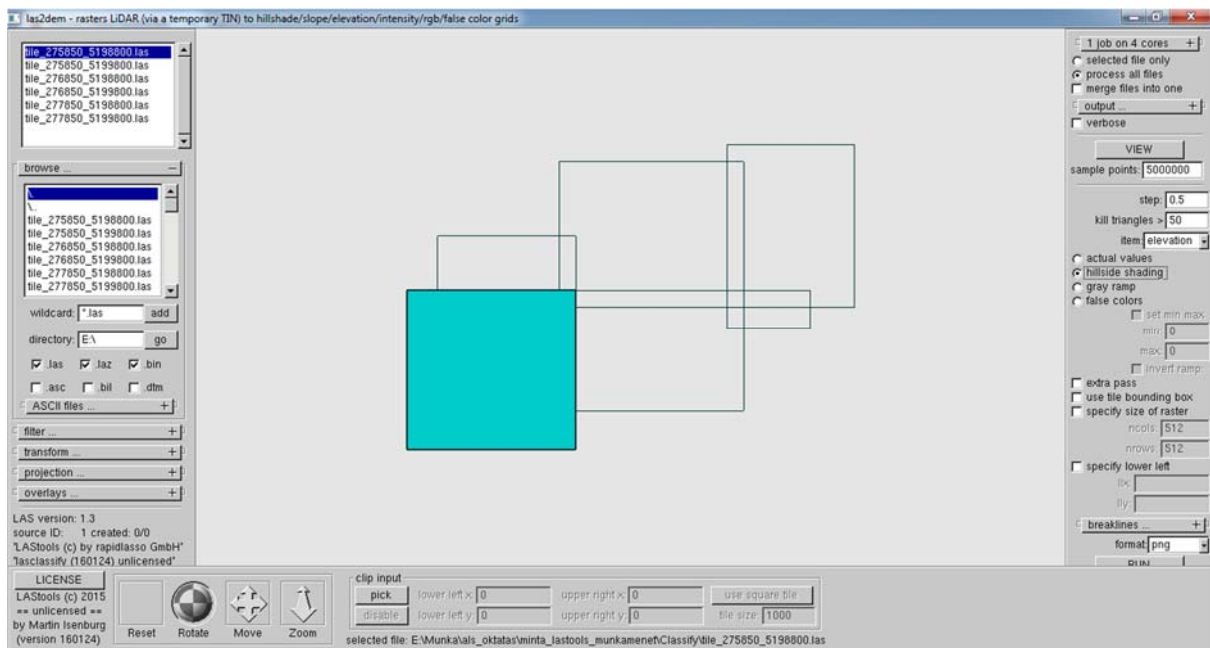 las2dem - rasters LiDAR (via a temporary TIN) to hillshade/slope/elevation/intensity/rgb/false color grids
tile_275850_5198800.las
tile_275850_5199800.las
tile_276850_5198800.las
tile_276850_5199800.las
tile_277850_5198800.las
tile_277850_5199800.las
browse ...
\.
\..
tile_275850_5198800.las
tile_275850_5199800.las
tile_276850_5198800.las
tile_276850_5199800.las
tile_277850_5198800.las
tile_277850_5199800.las
wildcard: *.las add
directory: E:\ go
.las .laz .bin
.asc .bil .dtm
ASCII files ... +
filter ... +
transform ... +
projection ... +
overlays ... +
LAS version: 1.3
source ID: 1 created: 0/0
"LAStools (c) by rapidlasso GmbH"
"lasclassify (160124) unlicensed"
1 job on 4 cores +
selected file only
process all files
merge files into one
output ... +
verbose
VIEW
sample points: 5000000
step: 0.5
kill triangles > 50
item: elevation
actual values
hillside shading
gray ramp
false colors
set min max
min: 0
max: 0
invert ramp:
extra pass
use tile bounding box
specify size of raster
ncols: 512
nrows: 512
specify lower left
llx:
lly:
breaklines ... +
format: png
RUN
LICENSE
LAStools (c) 2015
== unlicensed ==
by Martin Isenburg
(version 160124)
Reset Rotate Move Zoom
clip input
pick lower left x: 0 upper right x: 0 use square tile
disable lower left y: 0 upper right y: 0 tile size: 1000
selected file: E:\Munka\als_oktatas\minta_lastools_munkamenet\Classify\tile_275850_5198800.las